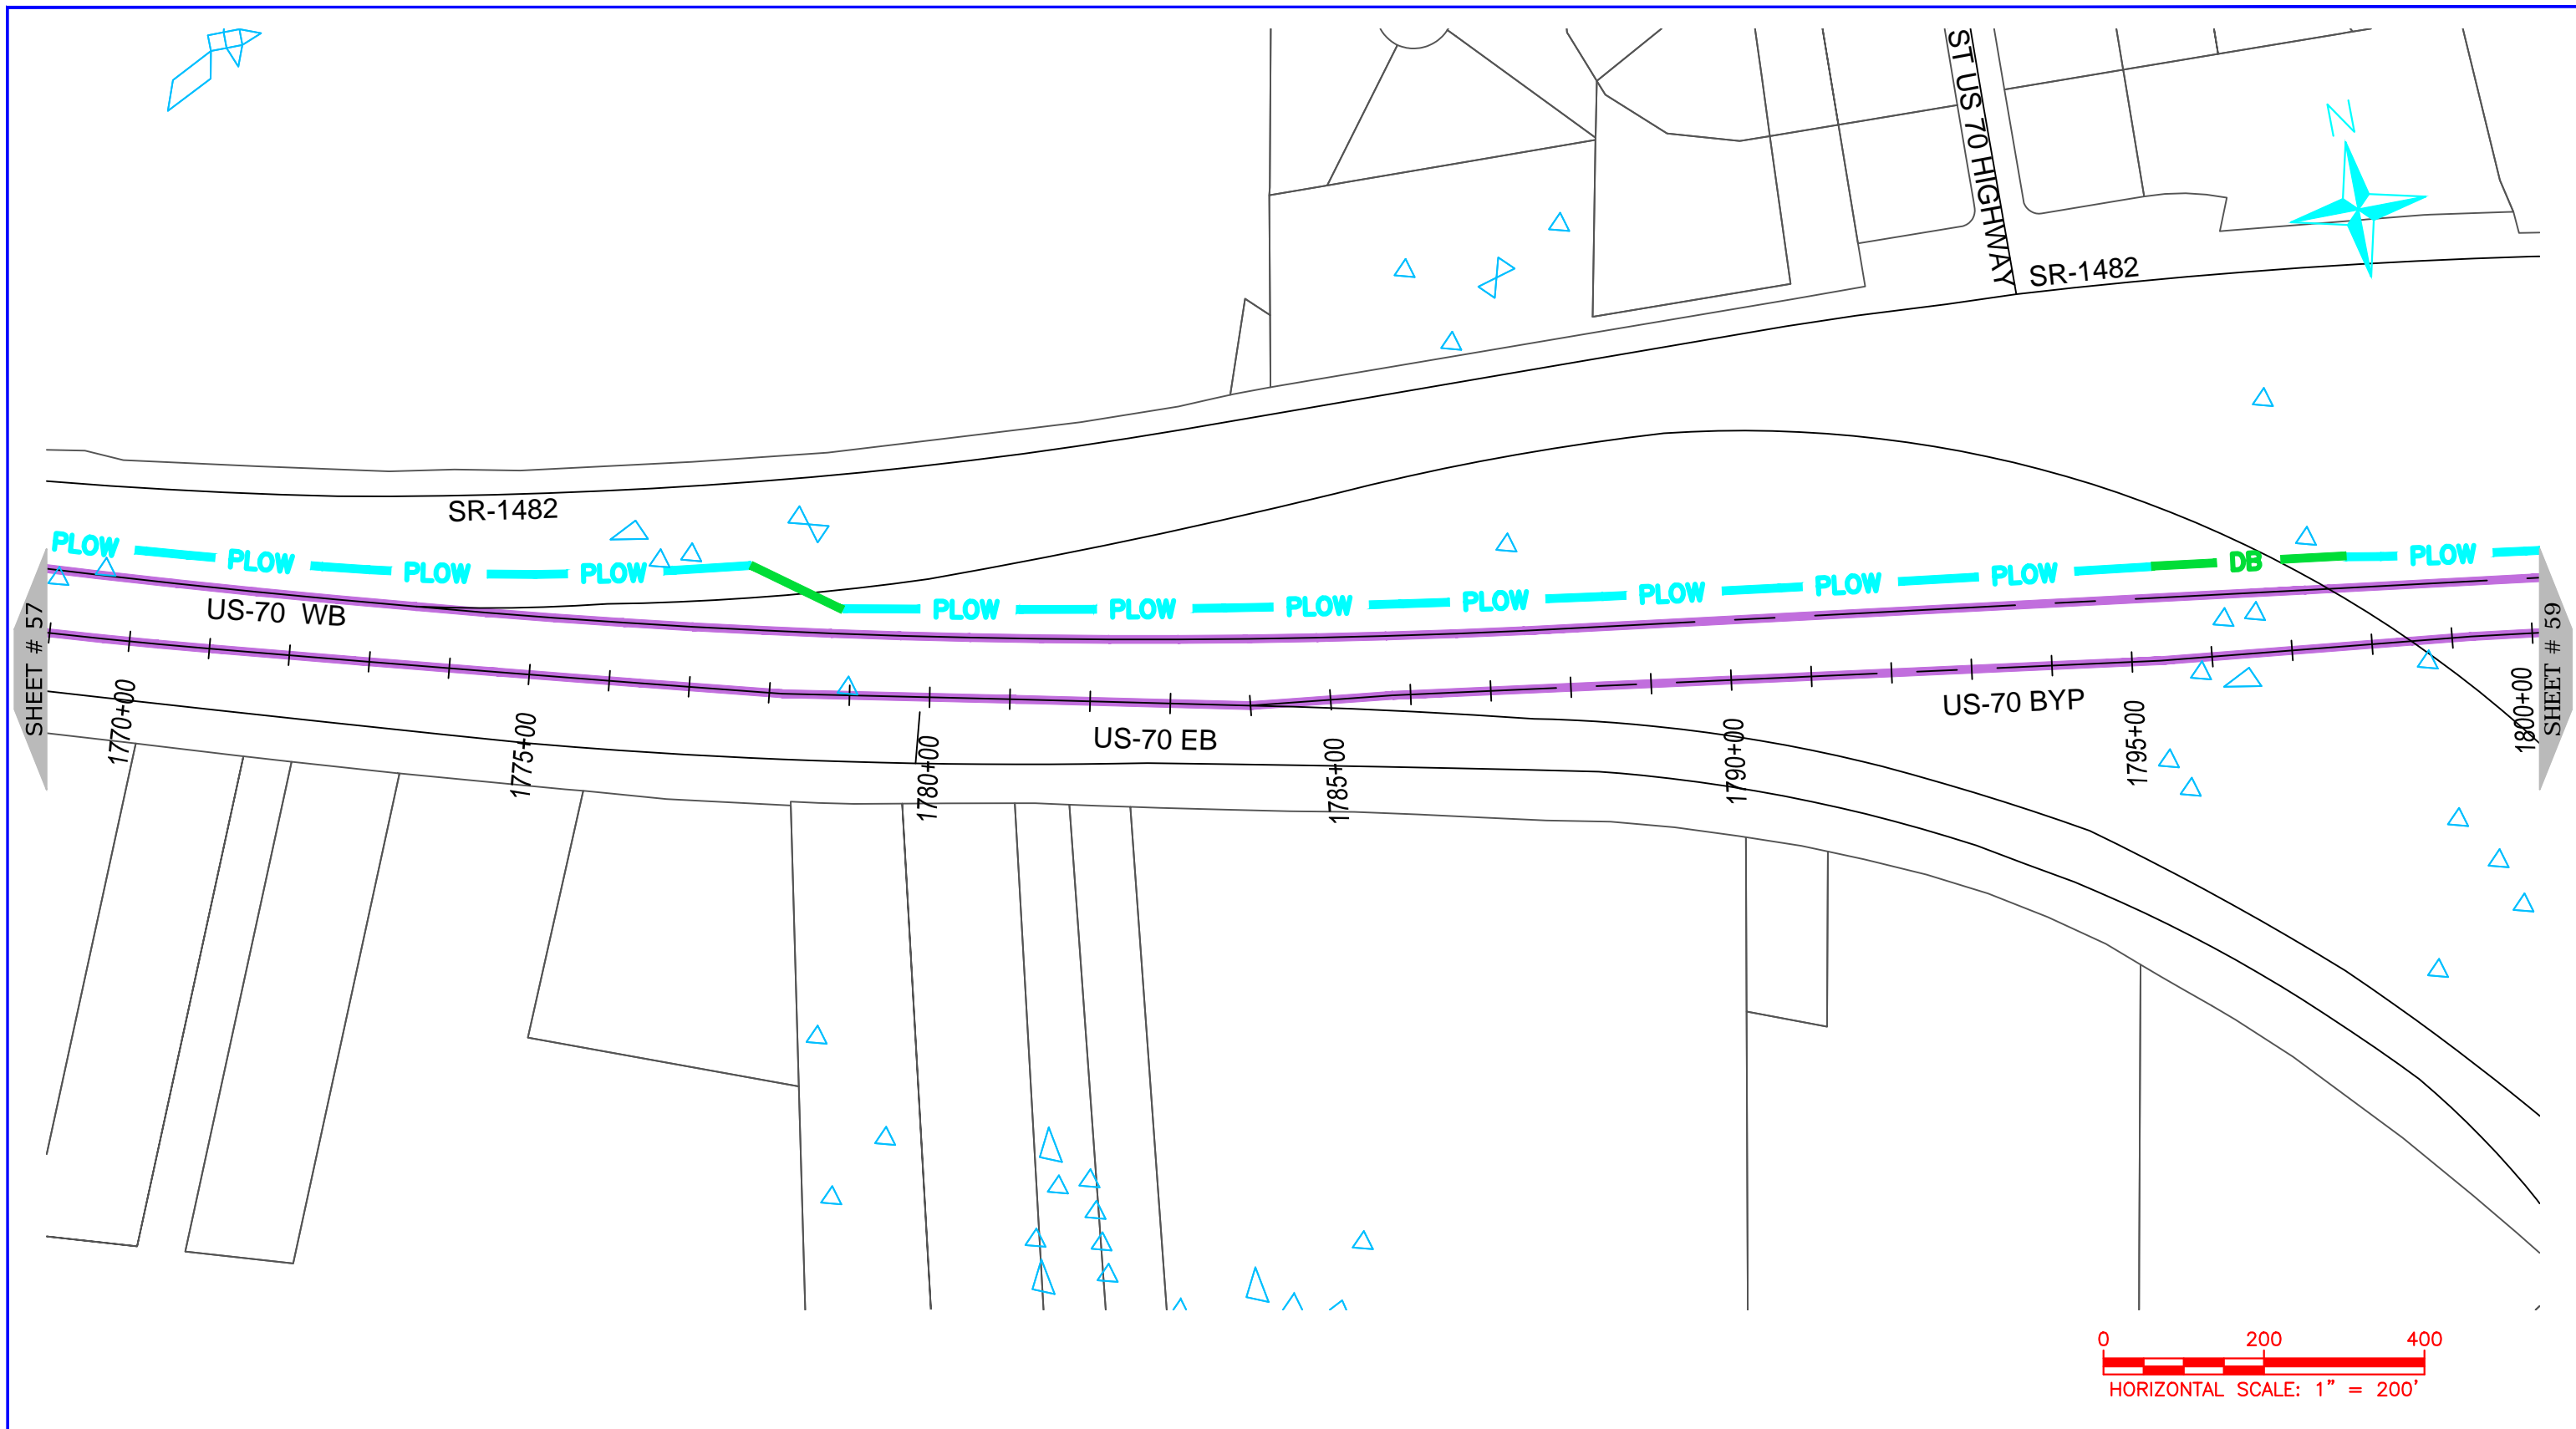 ST US 70 HIGHWAY
N
SR-1482
SR-1482
PLOW PLOW PLOW PLOW
PLOW PLOW PLOW PLOW PLOW PLOW PLOW DB PLOW
US-70 WB
US-70 EB
US-70 BYP
SHEET # 57
SHEET # 59
1770+00
1775+00
1780+00
1785+00
1790+00
1795+00
1800+00
0 200 400
HORIZONTAL SCALE: 1" = 200'